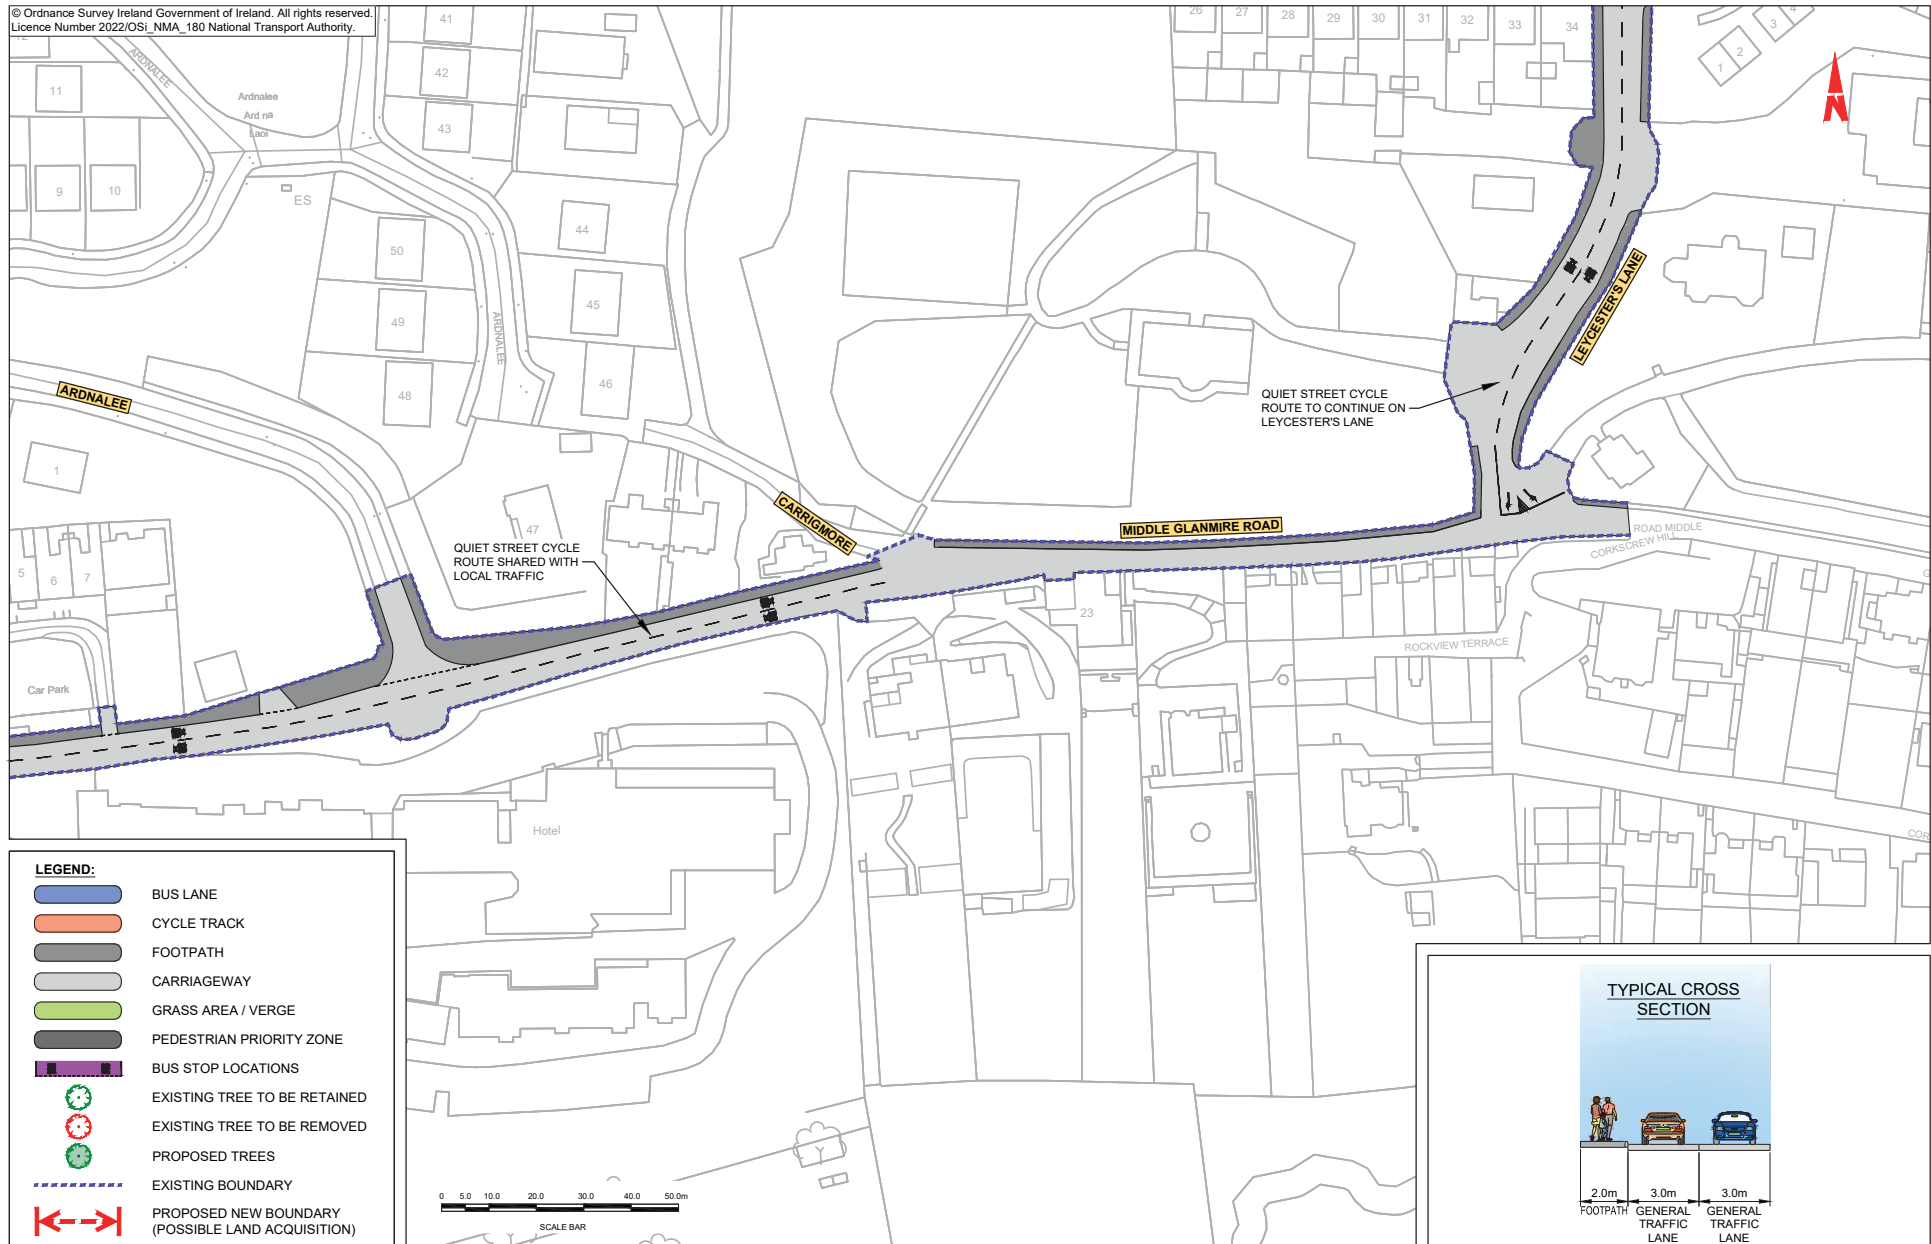 © Ordnance Survey Ireland Government of Ireland. All rights reserved.
Licence Number 2022/OSi_NMA_180 National Transport Authority.
41
42
43
26
27
28
29
30
31
32
33
34
1
2
3
4
11
ARDNALEE
Ardnalee
Ard na
Laoi
9
10
ES
50
49
48
44
45
46
ARDNALEE
ARDNALEE
1
47
5
6
7
Car Park
CARRIGMORE
QUIET STREET CYCLE
ROUTE SHARED WITH
LOCAL TRAFFIC
MIDDLE GLANMIRE ROAD
QUIET STREET CYCLE
ROUTE TO CONTINUE ON
LEYCESTER'S LANE
LEYCESTER'S LANE
ROAD MIDDLE
CORKSCREW HILL
23
ROCKVIEW TERRACE
Hotel
COR
LEGEND:
BUS LANE
CYCLE TRACK
FOOTPATH
CARRIAGEWAY
GRASS AREA / VERGE
PEDESTRIAN PRIORITY ZONE
BUS STOP LOCATIONS
EXISTING TREE TO BE RETAINED
EXISTING TREE TO BE REMOVED
PROPOSED TREES
EXISTING BOUNDARY
PROPOSED NEW BOUNDARY
(POSSIBLE LAND ACQUISITION)
0 5.0 10.0 20.0 30.0 40.0 50.0m
SCALE BAR
TYPICAL CROSS
SECTION
2.0m 3.0m 3.0m
FOOTPATH GENERAL GENERAL
TRAFFIC TRAFFIC
LANE LANE
N